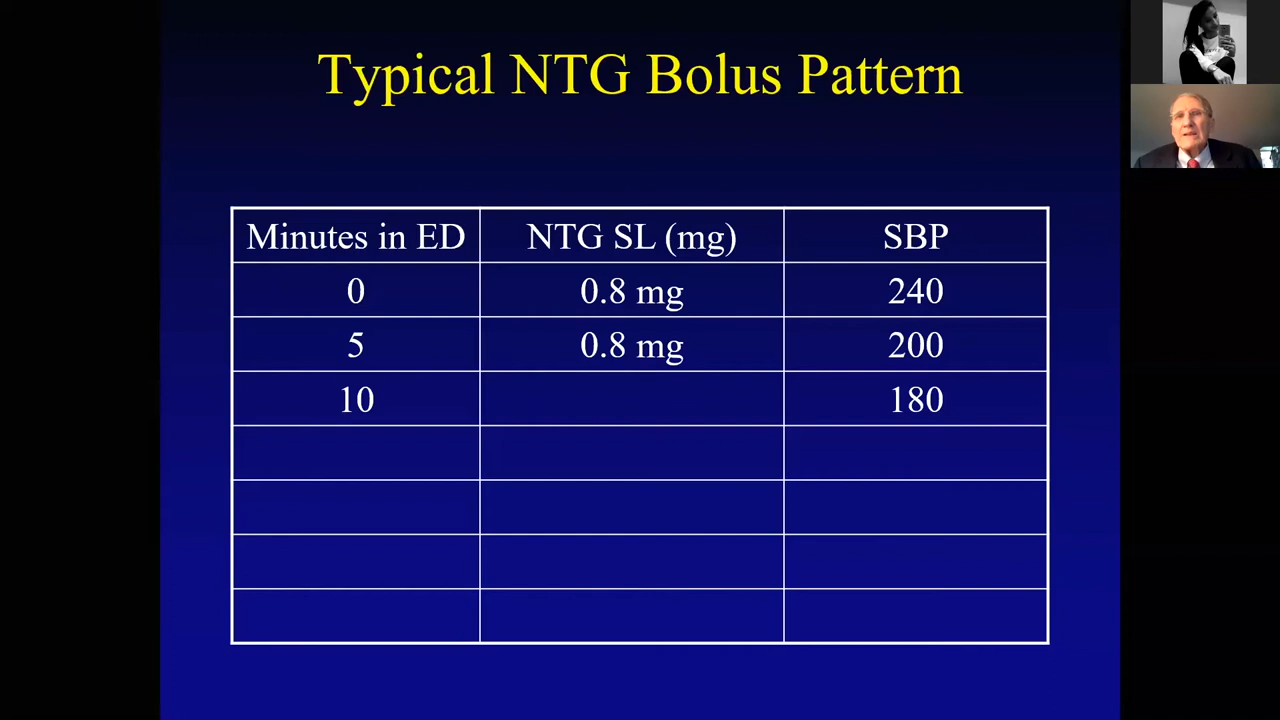 Typical NTG Bolus Pattern
Minutes in ED NTG SL (mg) SBP
0 0.8 mg 240
5 0.8 mg 200
10 180